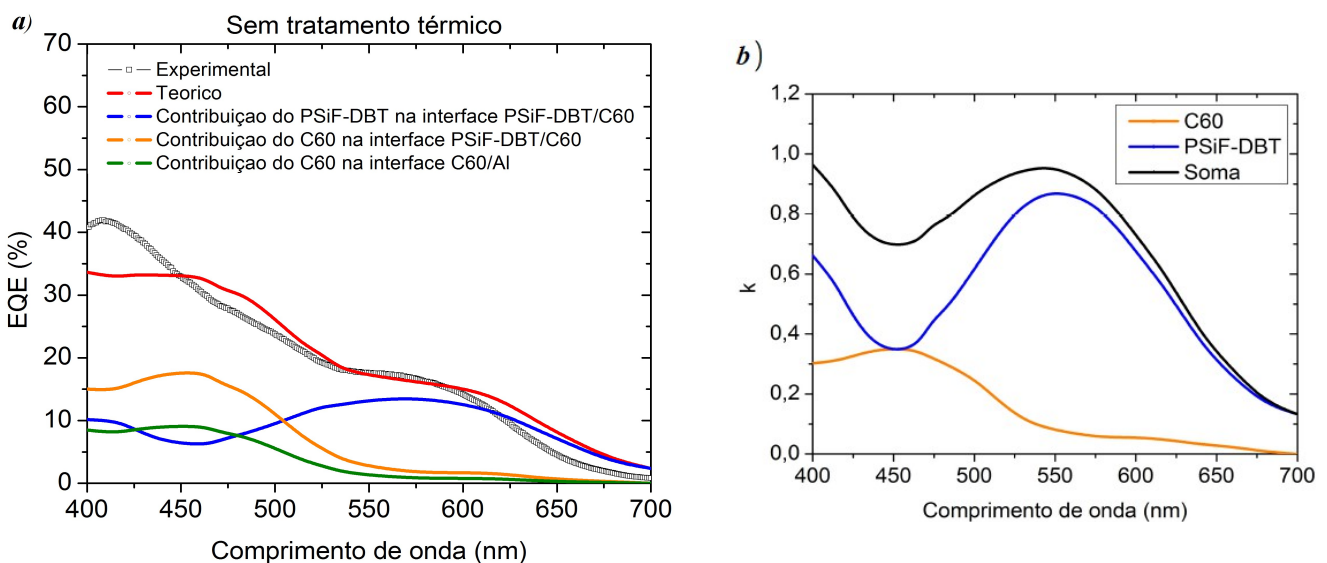 a)
Sem tratamento térmico
70
60
50
40
30
20
10
0
EQE (%)
Experimental
Teorico
Contribuiçao do PSiF-DBT na interface PSiF-DBT/C60
Contribuiçao do C60 na interface PSiF-DBT/C60
Contribuiçao do C60 na interface C60/Al
400 450 500 550 600 650 700
Comprimento de onda (nm)
b)
1,2
1,0
0,8
0,6
0,4
0,2
0,0
k
C60
PSiF-DBT
Soma
400 450 500 550 600 650 700
Comprimento de onda (nm)